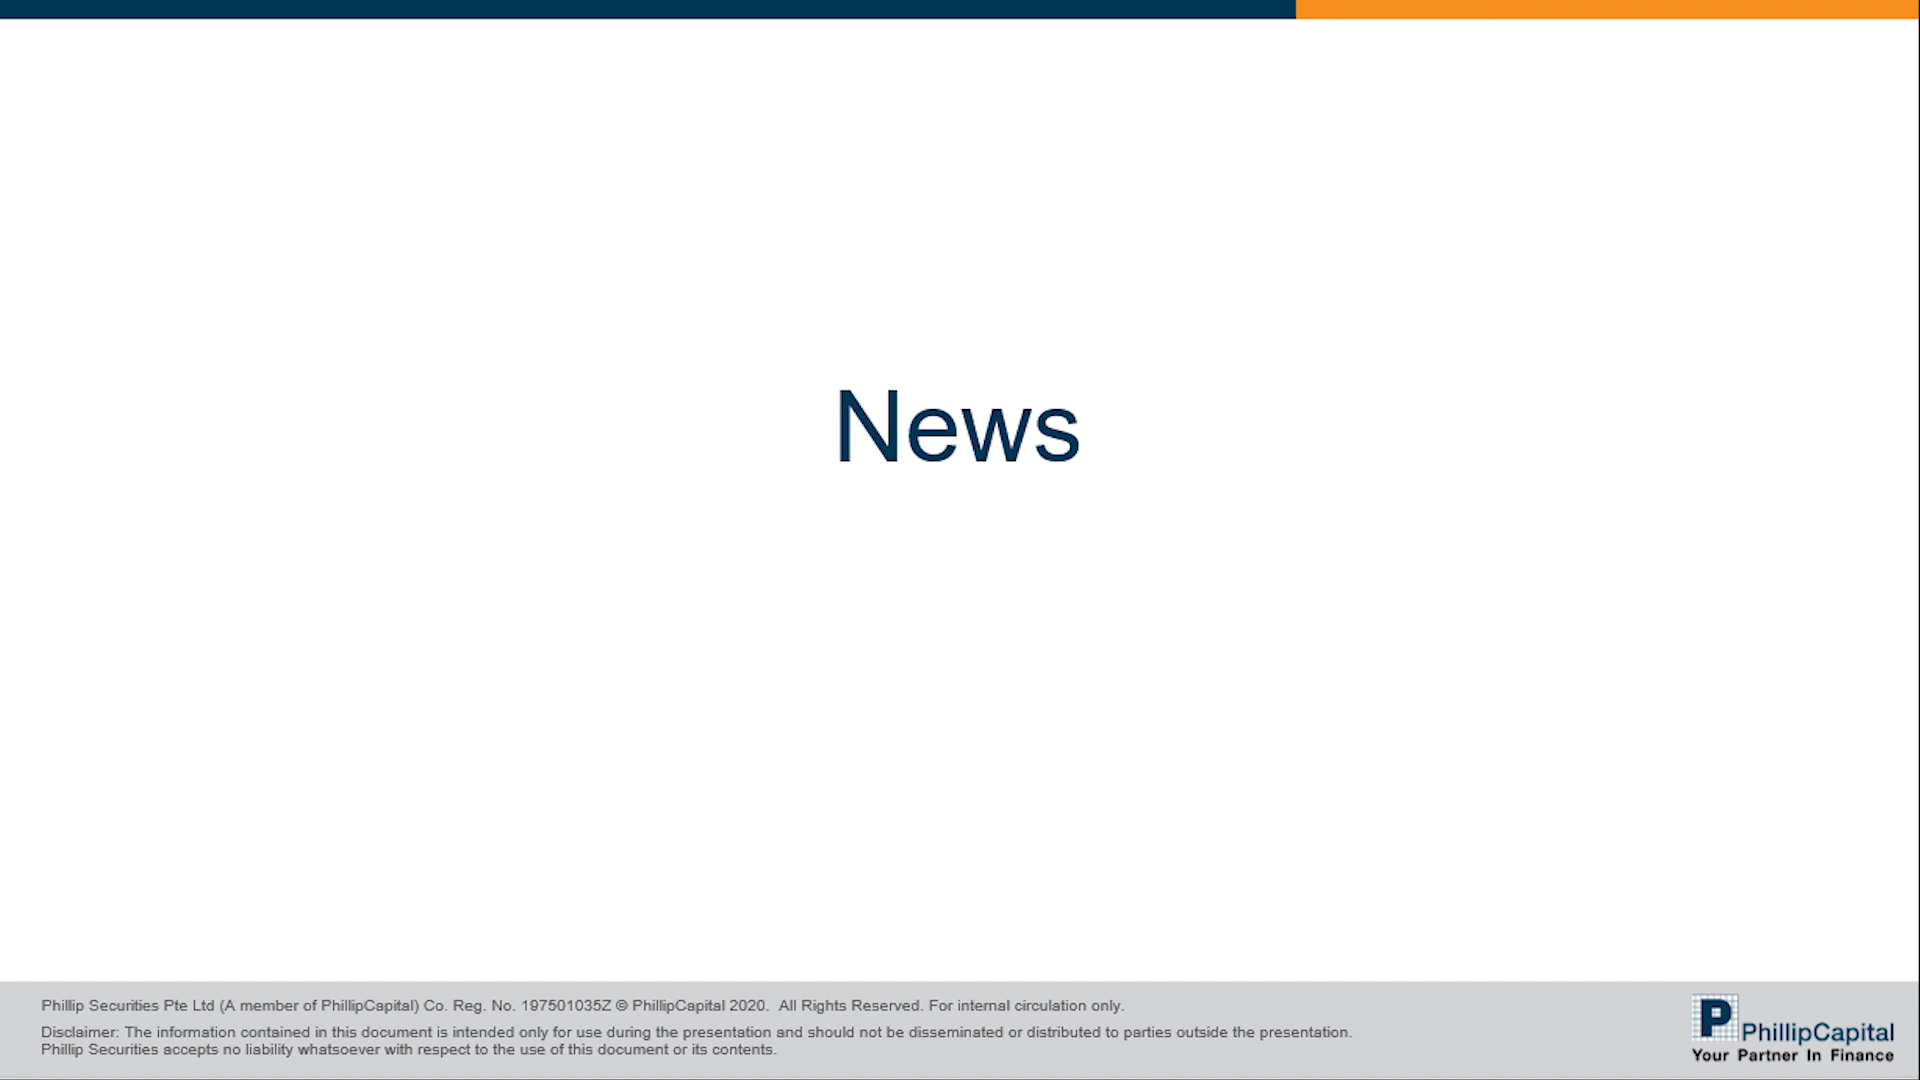 News
Phillip Securities Pte Ltd (A member of PhillipCapital) Co. Reg. No. 197501035Z © PhillipCapital 2020.  All Rights Reserved. For internal circulation only.
Disclaimer: The information contained in this document is intended only for use during the presentation and should not be disseminated or distributed to parties outside the presentation.
Phillip Securities accepts no liability whatsoever with respect to the use of this document or its contents.
P
PhillipCapital
Your Partner In Finance